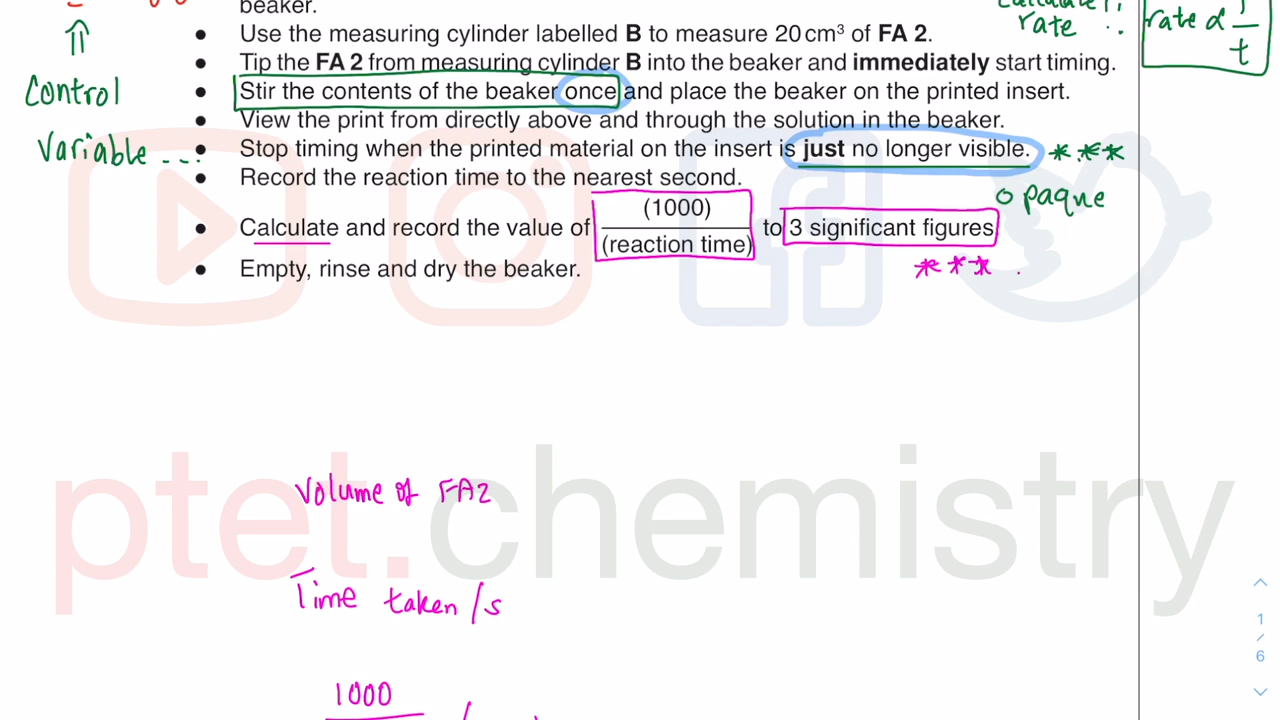 beaker.
Use the measuring cylinder labelled B to measure 20 cm³ of FA 2.
Tip the FA 2 from measuring cylinder B into the beaker and immediately start timing.
Stir the contents of the beaker once and place the beaker on the printed insert.
View the print from directly above and through the solution in the beaker.
Stop timing when the printed material on the insert is just no longer visible. ***
Record the reaction time to the nearest second.
Calculate and record the value of (1000) / (reaction time) to 3 significant figures
Empty, rinse and dry the beaker.
Control
Variable ...
rate
rate ∝ 1/t
opaque
***
Volume of FA2
Time taken /s
1000
ptet.chemistry
1
/
6